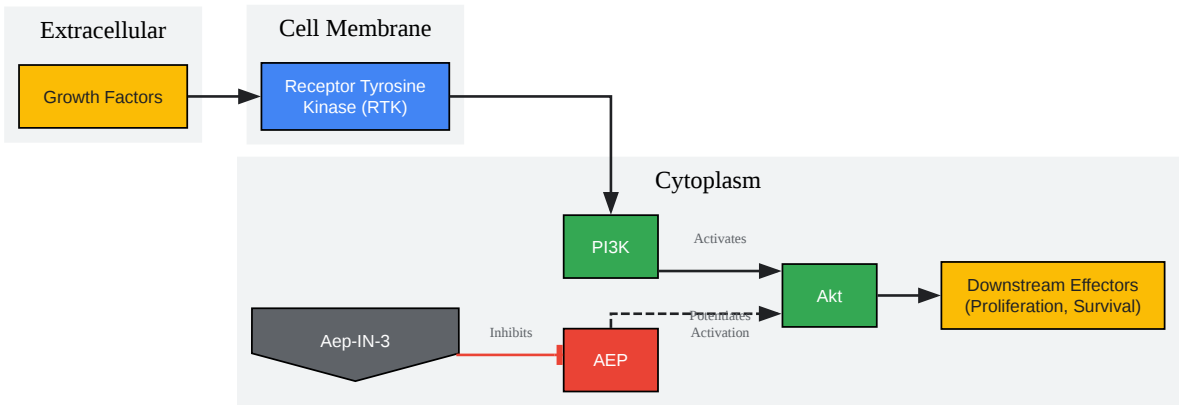 Extracellular
Growth Factors
Cell Membrane
Receptor Tyrosine
Kinase (RTK)
Cytoplasm
PI3K
Activates
Akt
Downstream Effectors
(Proliferation, Survival)
Aep-IN-3
Inhibits
AEP
Potentiates
Activation